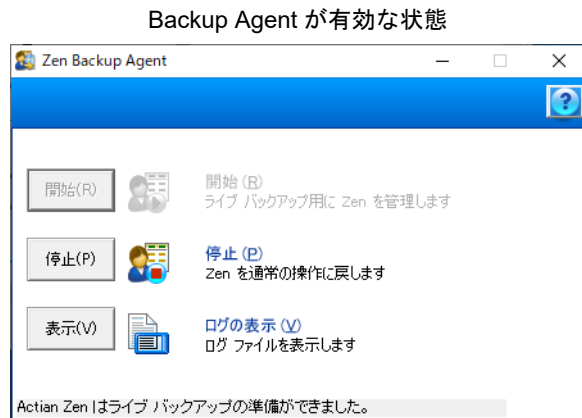 Backup Agent が有効な状態
Zen Backup Agent
開始(R)
開始 (R)
ライブ バックアップ用に Zen を管理します
停止(P)
停止 (P)
Zen を通常の操作に戻します
表示(V)
ログの表示 (V)
ログ ファイルを表示します
Actian Zen はライブ バックアップの準備ができました。